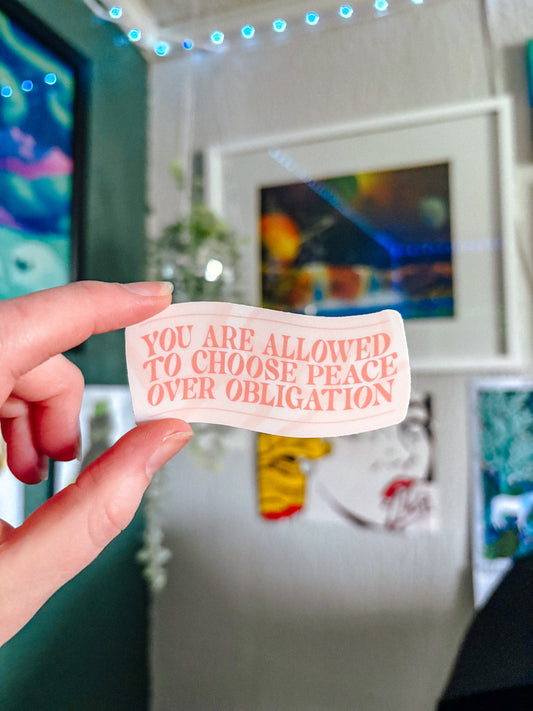 YOU ARE ALLOWED
TO CHOOSE PEACE
OVER OBLIGATION